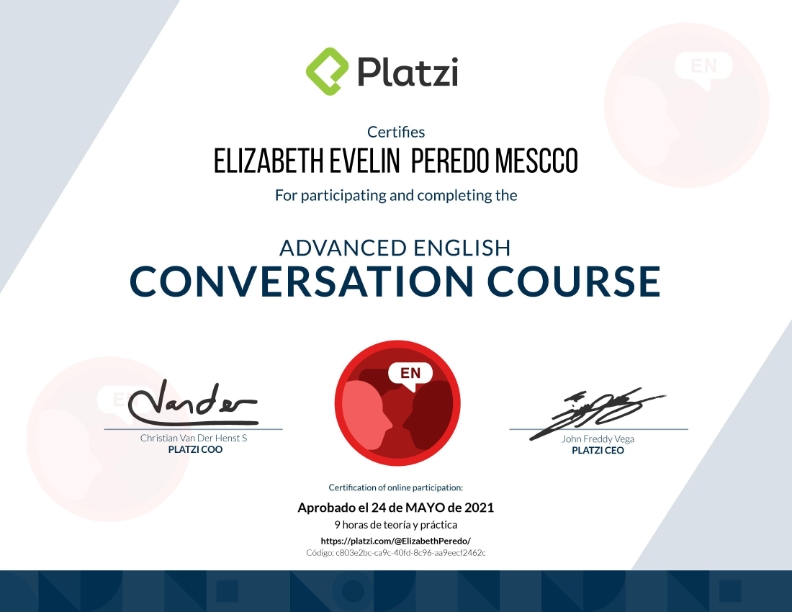 Platzi
EN
Certifies
ELIZABETH EVELIN PEREDO MESCCO
For participating and completing the
ADVANCED ENGLISH
CONVERSATION COURSE
EN
E
Vander
Christian Van Der Henst S
PLATZI COO
John Freddy Vega
PLATZI CEO
Certification of online participation:
Aprobado el 24 de MAYO de 2021
9 horas de teoría y práctica
https://platzi.com/@ElizabethPeredo/
Código: c803e2bc-ca9c-40fd-8c96-aa9eecf2462c